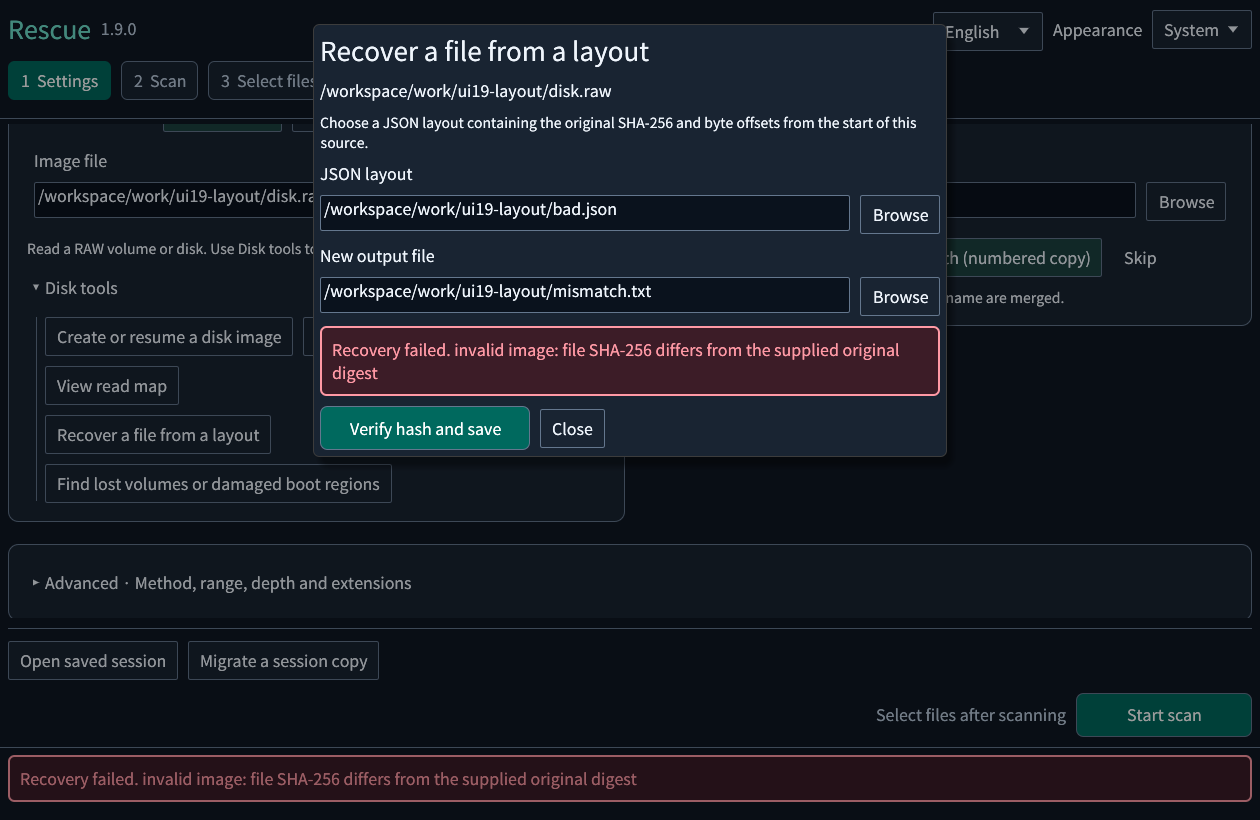 Rescue 1.9.0
English
Appearance
System
1 Settings
2 Scan
3 Select files
Recover a file from a layout
/workspace/work/ui19-layout/disk.raw
Choose a JSON layout containing the original SHA-256 and byte offsets from the start of this
source.
JSON layout
/workspace/work/ui19-layout/bad.json
Browse
New output file
/workspace/work/ui19-layout/mismatch.txt
Browse
Recovery failed. invalid image: file SHA-256 differs from the supplied original
digest
Verify hash and save
Close
Image file
/workspace/work/ui19-layout/disk.ra
Browse
Read a RAW volume or disk. Use Disk tools
(numbered copy)
Skip
name are merged.
Disk tools
Create or resume a disk image
View read map
Recover a file from a layout
Find lost volumes or damaged boot regions
Advanced · Method, range, depth and extensions
Open saved session
Migrate a session copy
Select files after scanning
Start scan
Recovery failed. invalid image: file SHA-256 differs from the supplied original digest